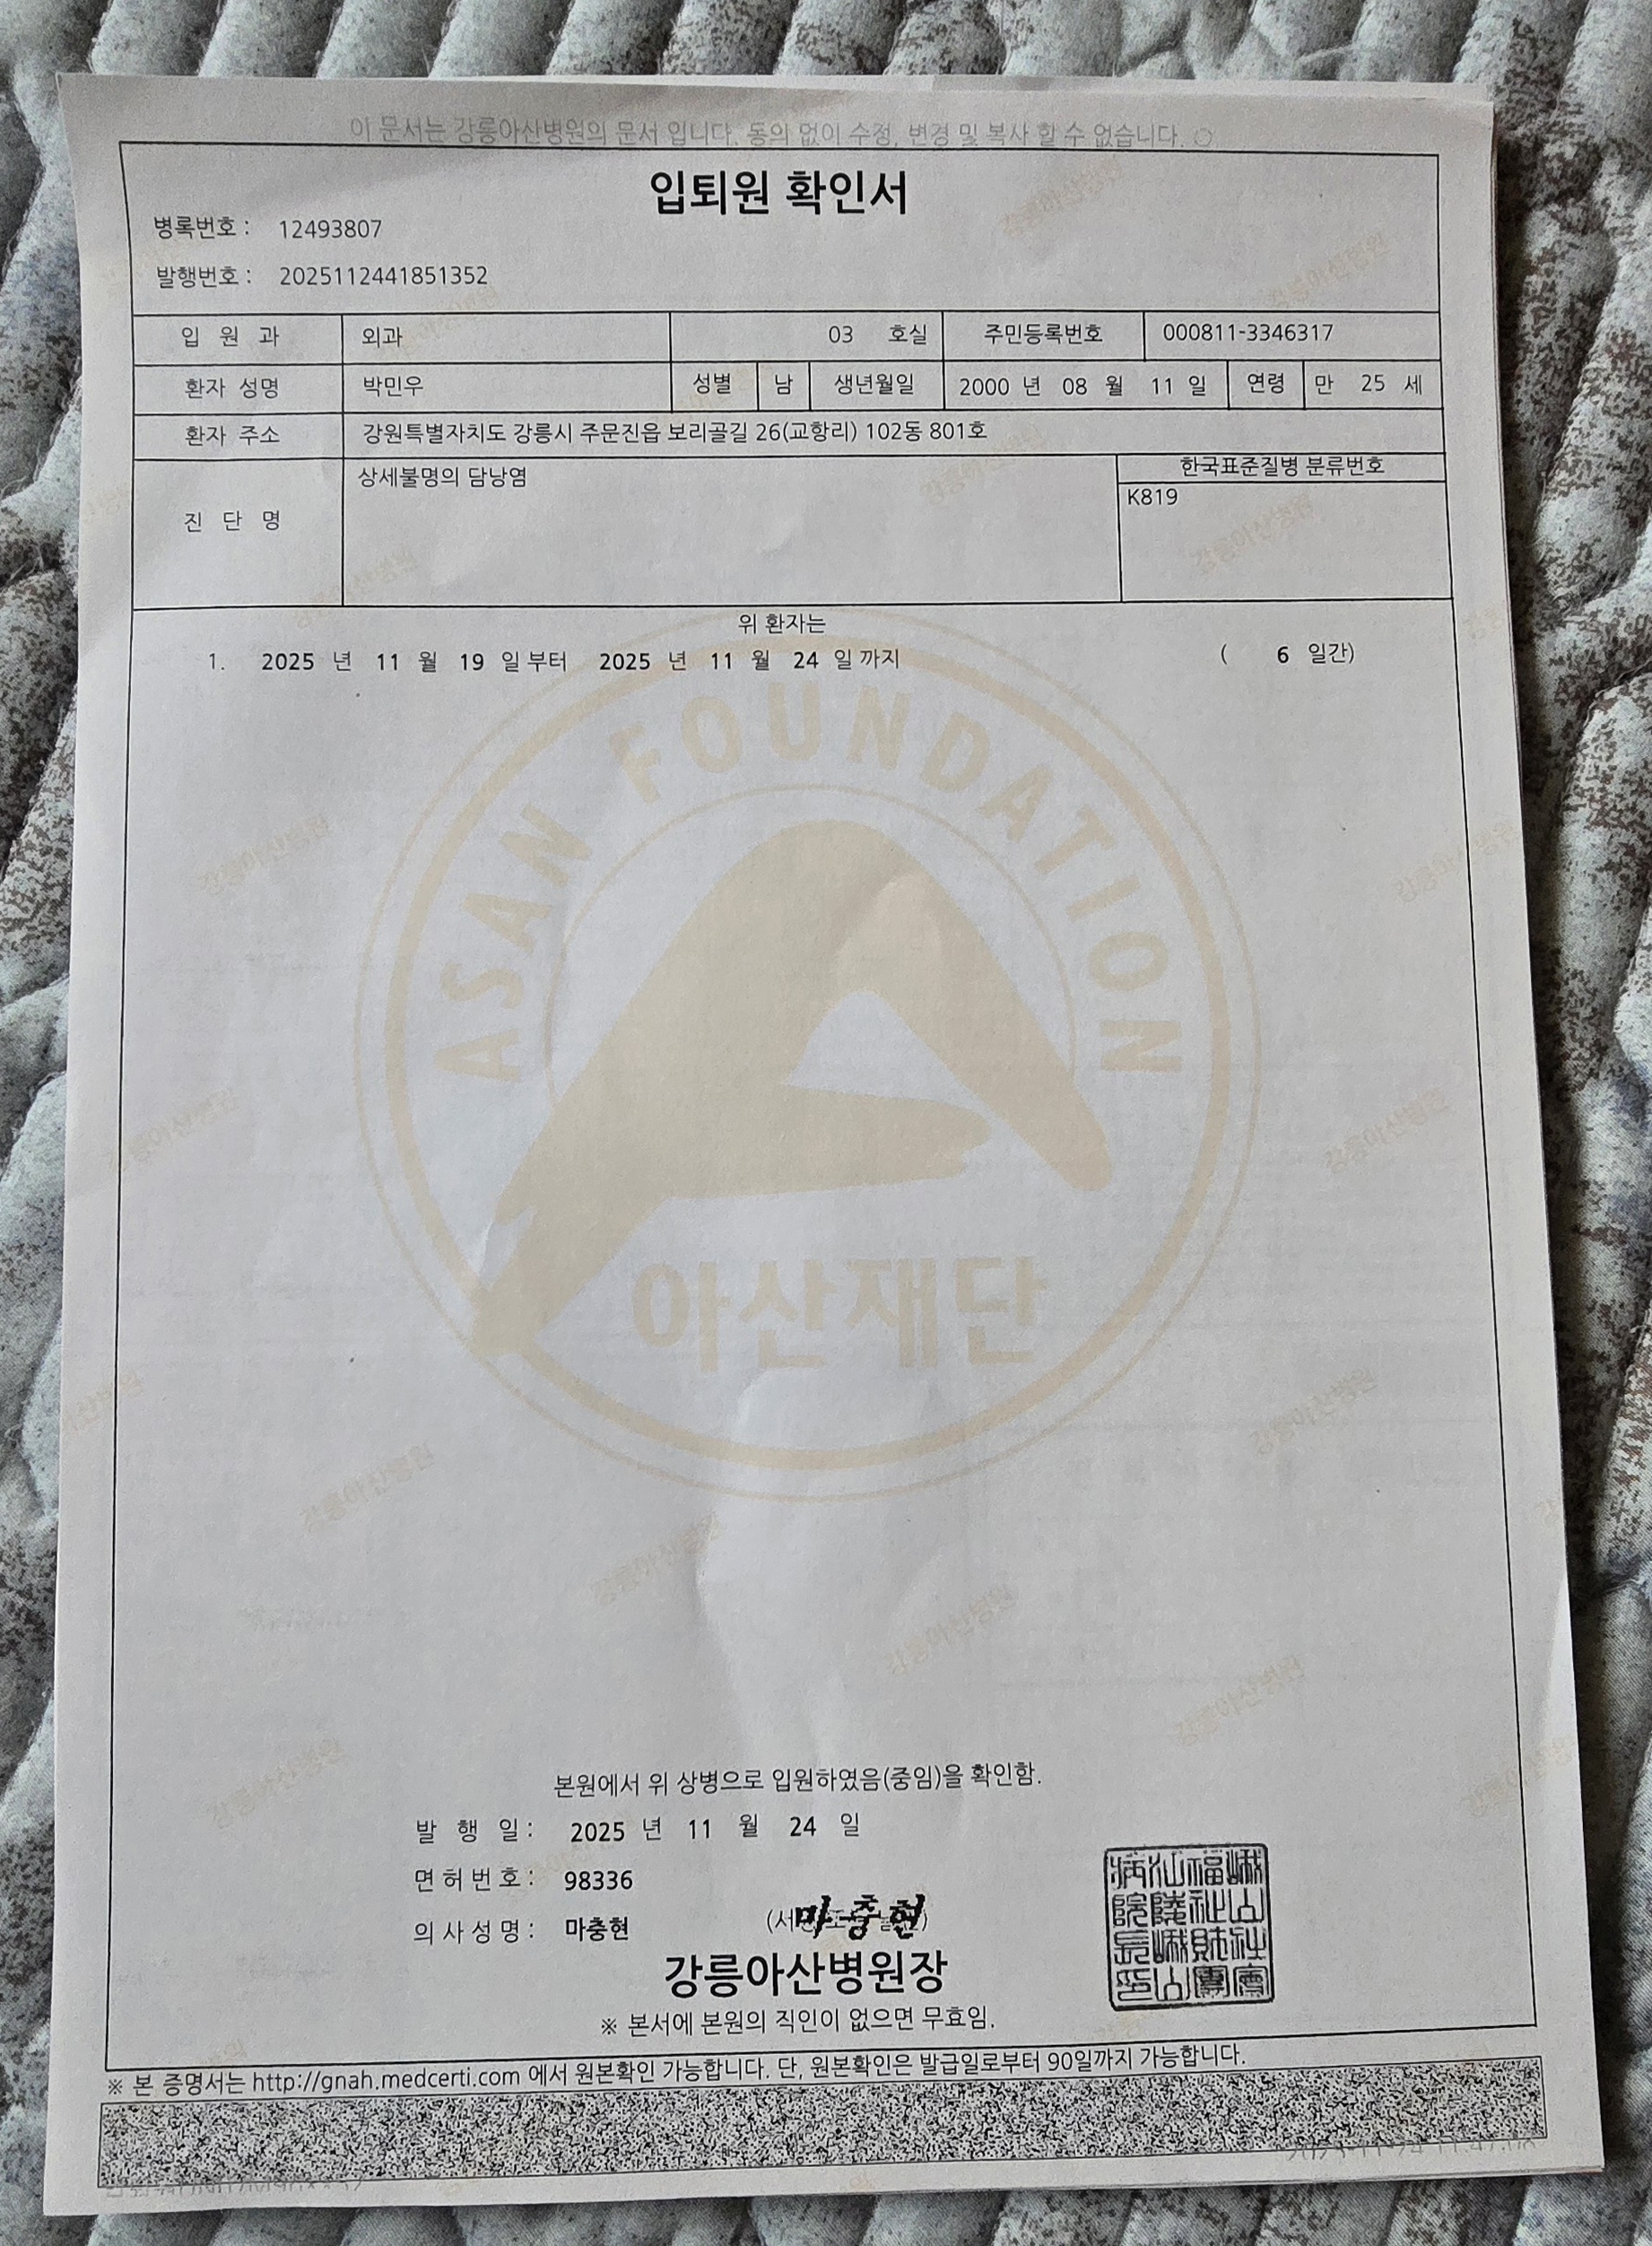 이 문서는 강릉아산병원의 문서 입니다. 동의 없이 수정, 변경 및 복사 할 수 없습니다.
입퇴원 확인서
병록번호 : 12493807
발행번호 : 2025112441851352
입 원 과 외과 03 호실 주민등록번호 000811-3346317
환자 성명 박민우 성별 남 생년월일 2000 년 08 월 11 일 연령 만 25 세
환자 주소 강원특별자치도 강릉시 주문진읍 보리골길 26(교항리) 102동 801호
진 단 명 상세불명의 담낭염 한국표준질병 분류번호
K819
위 환자는
1. 2025 년 11 월 19 일 부터 2025 년 11 월 24 일 까지 ( 6 일간)
ASAN FOUNDATION
아산재단
본원에서 위 상병으로 입원하였음(중임)을 확인함.
발 행 일 : 2025 년 11 월 24 일
면허번호 : 98336
의사성명 : 마충현 마충현
강릉아산병원장
※ 본서에 본원의 직인이 없으면 무효임.
※ 본 증명서는 http://gnah.medcerti.com 에서 원본확인 가능합니다. 단, 원본확인은 발급일로부터 90일까지 가능합니다.